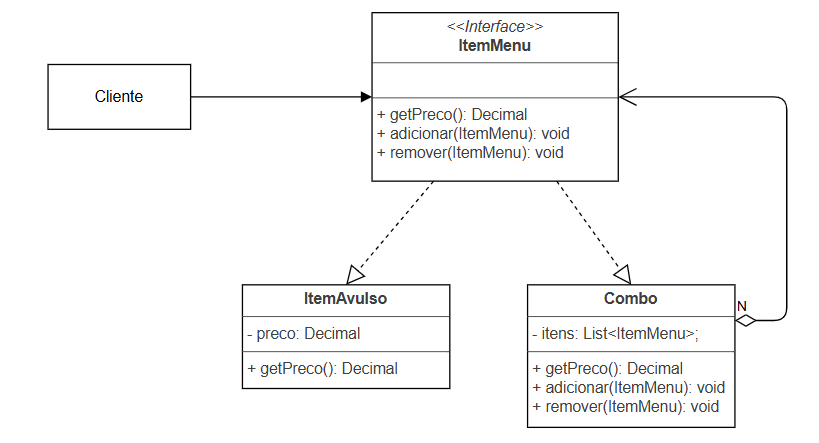 <<Interface>>
ItemMenu
Cliente
+ getPreco(): Decimal
+ adicionar(ItemMenu): void
+ remover(ItemMenu): void
ItemAvulso
- preco: Decimal
+ getPreco(): Decimal
Combo
- itens: List<ItemMenu>;
+ getPreco(): Decimal
+ adicionar(ItemMenu): void
+ remover(ItemMenu): void
N